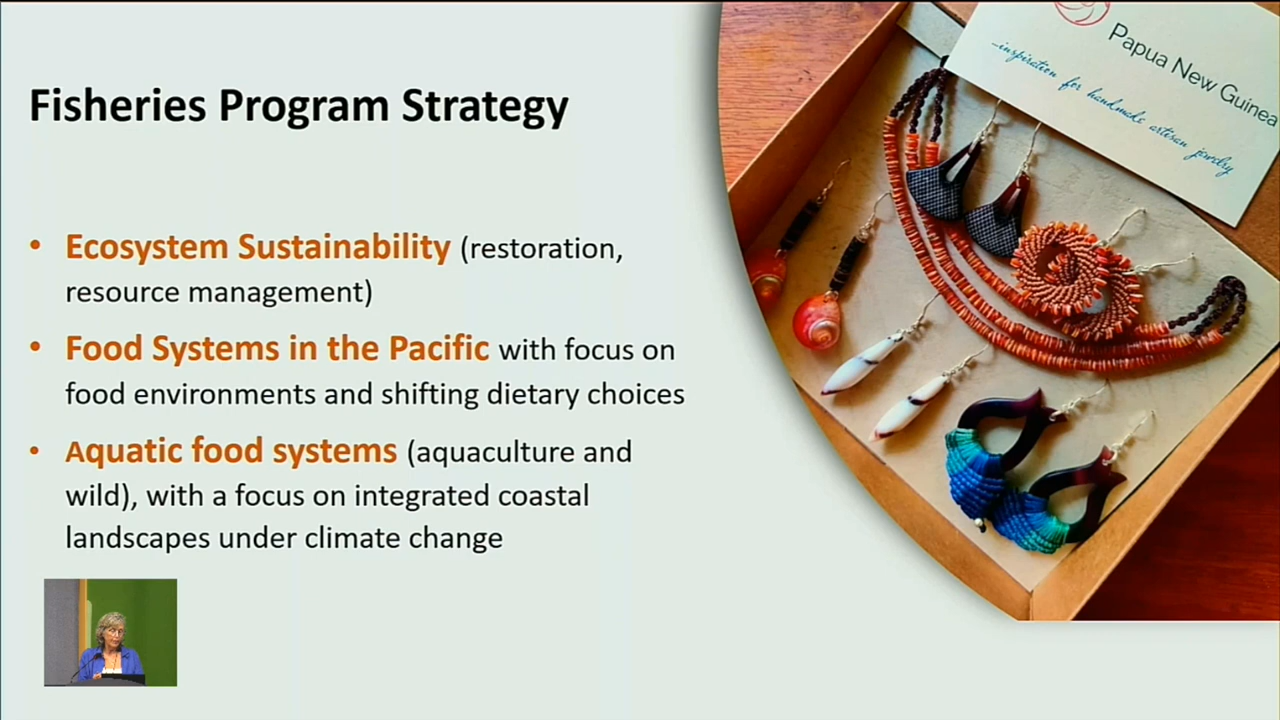 Fisheries Program Strategy
• Ecosystem Sustainability (restoration,
resource management)
• Food Systems in the Pacific with focus on
food environments and shifting dietary choices
• Aquatic food systems (aquaculture and
wild), with a focus on integrated coastal
landscapes under climate change
Papua New Guinea
...inspiration for handmade artisan jewelry